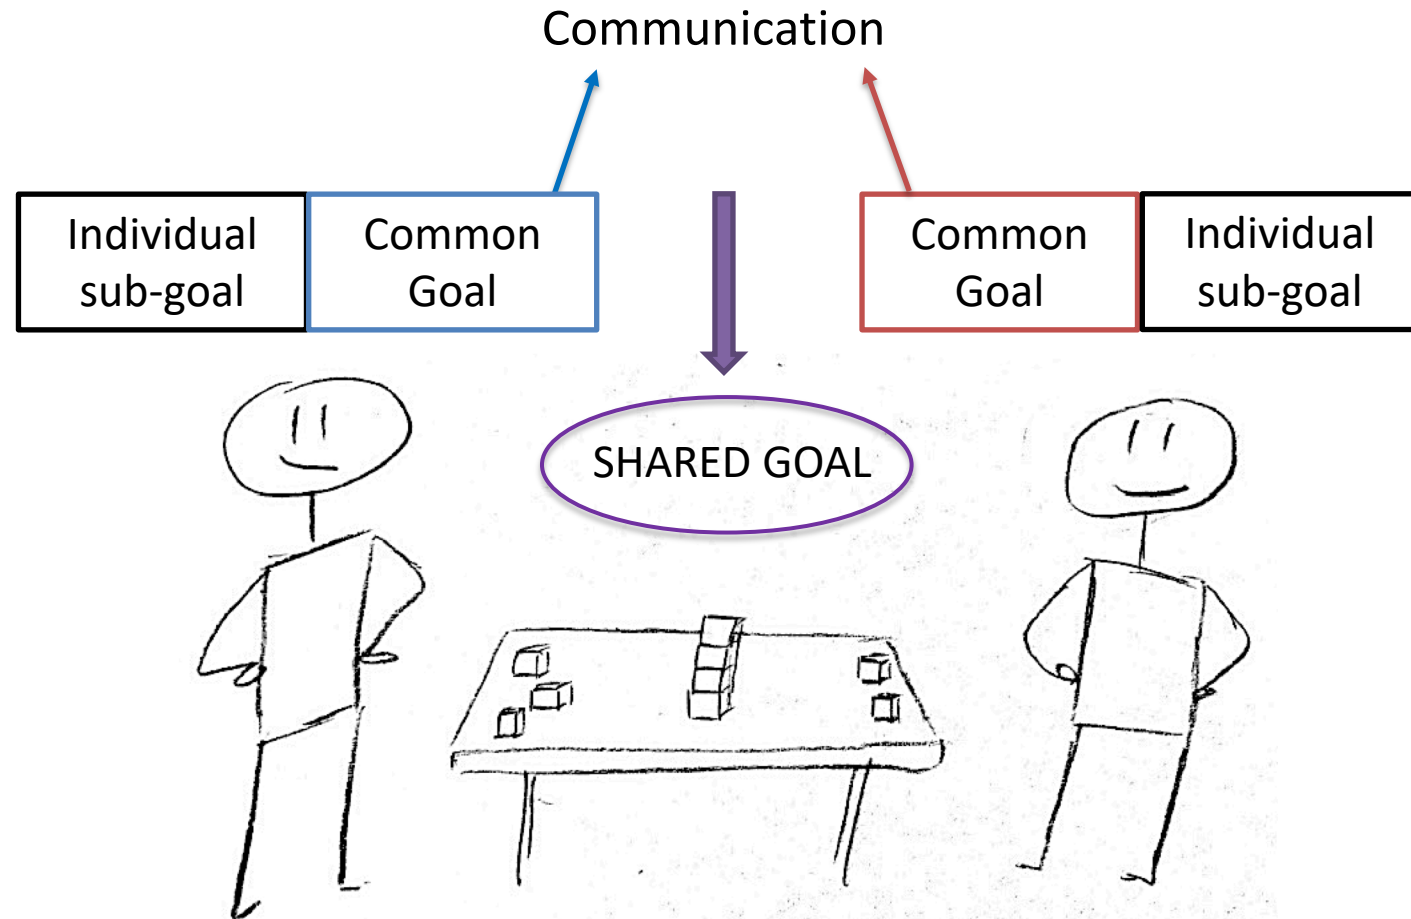 Communication
Individual
sub-goal
Common
Goal
Common
Goal
Individual
sub-goal
SHARED GOAL